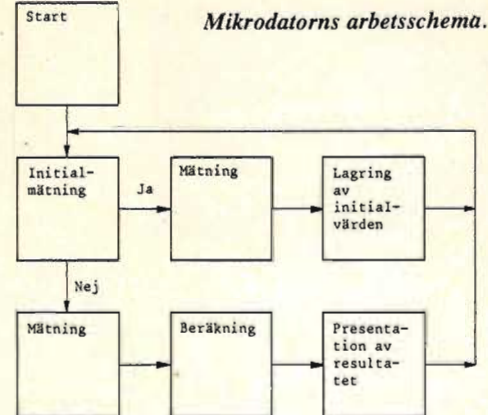 Mikrodatorns arbetsschema.
Start
Initial-
mätning
Ja
Mätning
Lagring
av
initial-
värden
Nej
Mätning
Beräkning
Presenta-
tion av
resulta-
tet